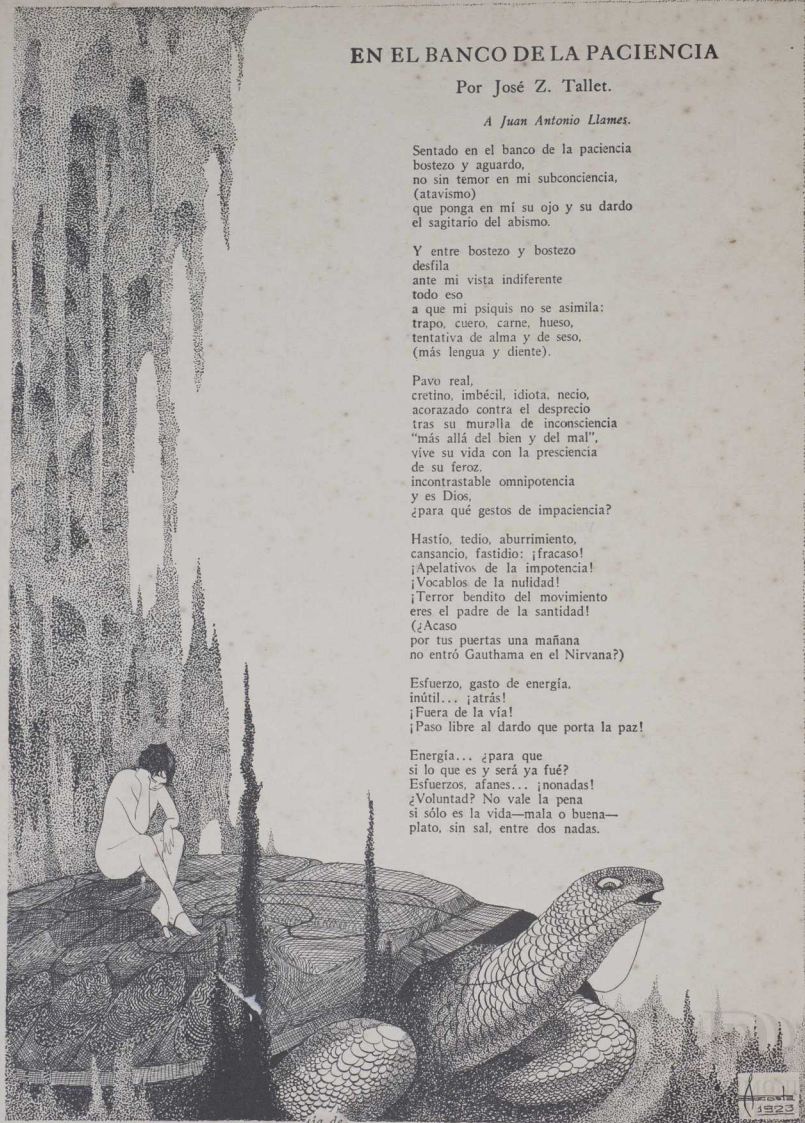 EN EL BANCO DE LA PACIENCIA
Por José Z. Tallet.
A Juan Antonio Llames.
Sentado en el banco de la paciencia
bostezo y aguardo,
no sin temor en mi subconciencia,
(atavismo)
que ponga en mí su ojo y su dardo
el sagitario del abismo.
Y entre bostezo y bostezo
desfila
ante mi vista indiferente
todo eso
a que mi psiquis no se asimila:
trapo, cuero, carne, hueso,
tentativa de alma y de seso,
(más lengua y diente).
Pavo real,
cretino, imbécil, idiota, necio,
acorazado contra el desprecio
tras su muralla de inconsciencia
"más allá del bien y del mal",
vive su vida con la presciencia
de su feroz.
incontrastable omnipotencia
y es Dios,
¿para qué gestos de impaciencia?
Hastío, tedio, aburrimiento,
cansancio, fastidio: ¡fracaso!
¡Apelativos de la impotencia!
¡Vocablos de la nulidad!
¡Terror bendito del movimiento
eres el padre de la santidad!
(¿Acaso
por tus puertas una mañana
no entró Gauthama en el Nirvana?)
Esfuerzo, gasto de energía,
inútil... ¡atrás!
¡Fuera de la vía!
¡Paso libre al dardo que porta la paz!
Energía... ¿para que
si lo que es y será ya fué?
Esfuerzos, afanes... ¡nonadas!
¿Voluntad? No vale la pena
si sólo es la vida—mala o buena—
plato, sin sal, entre dos nadas.
Acosta
1923